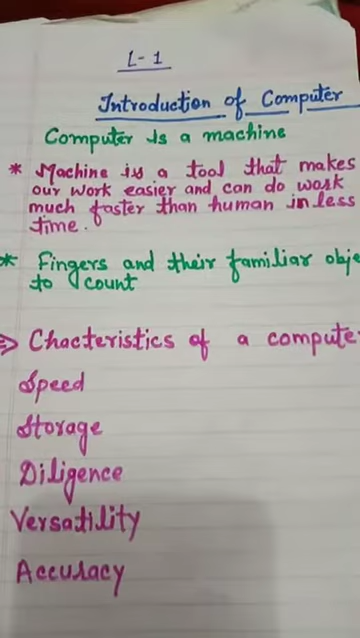 L-1
Introduction of Computer
Computer is a machine
* Machine is a tool that makes
our work easier and can do work
much faster than human in less
time.
* Fingers and their familiar obje
to count
⇒ Chacteristics of a compute
Speed
Storage
Diligence
Versatility
Accuracy